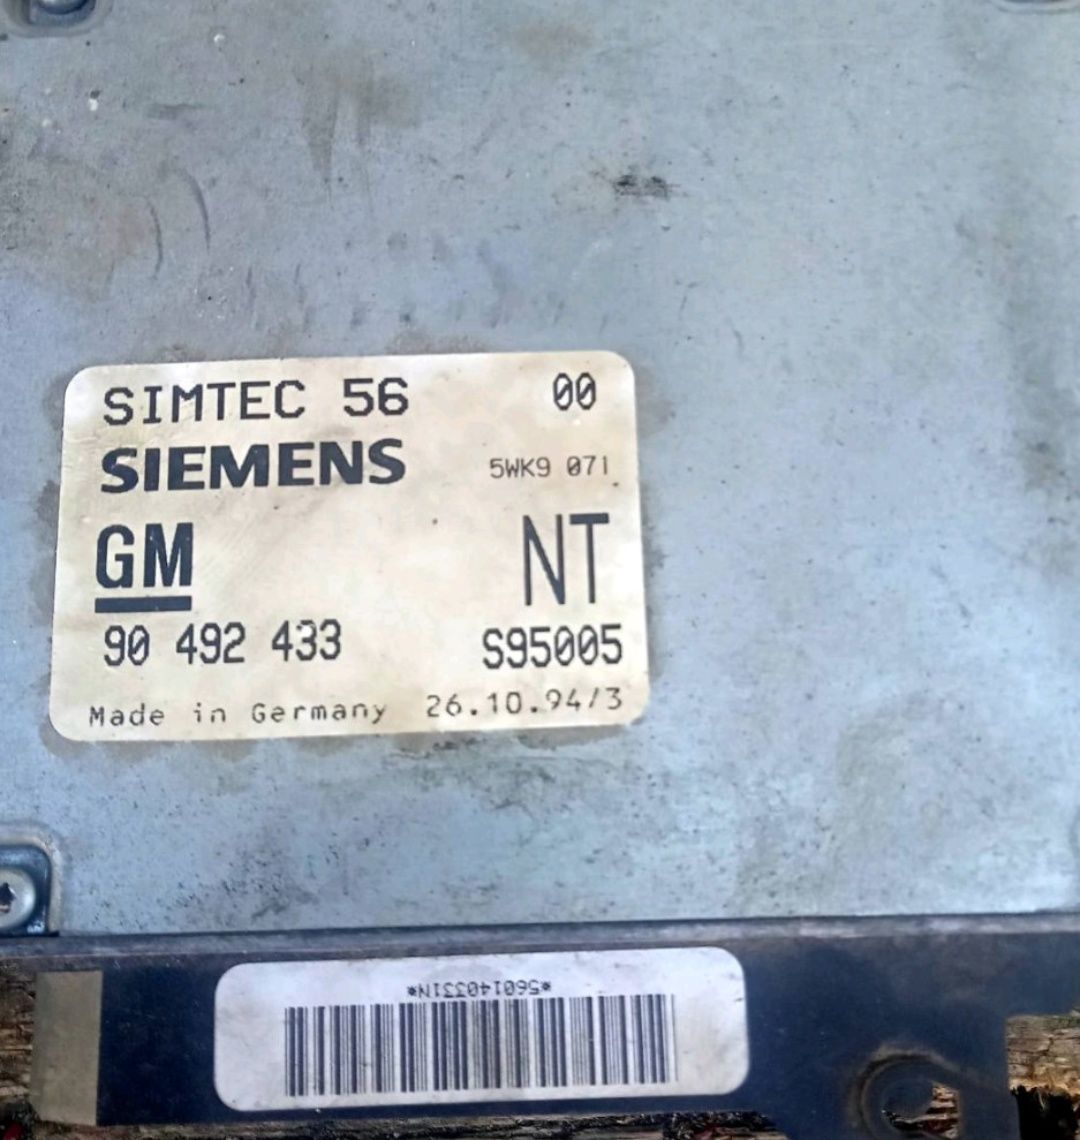 SIMTEC 56 00
SIEMENS 5WK9 071
GM NT
90 492 433 S95005
Made in Germany 26.10.94/3
*560140331N*